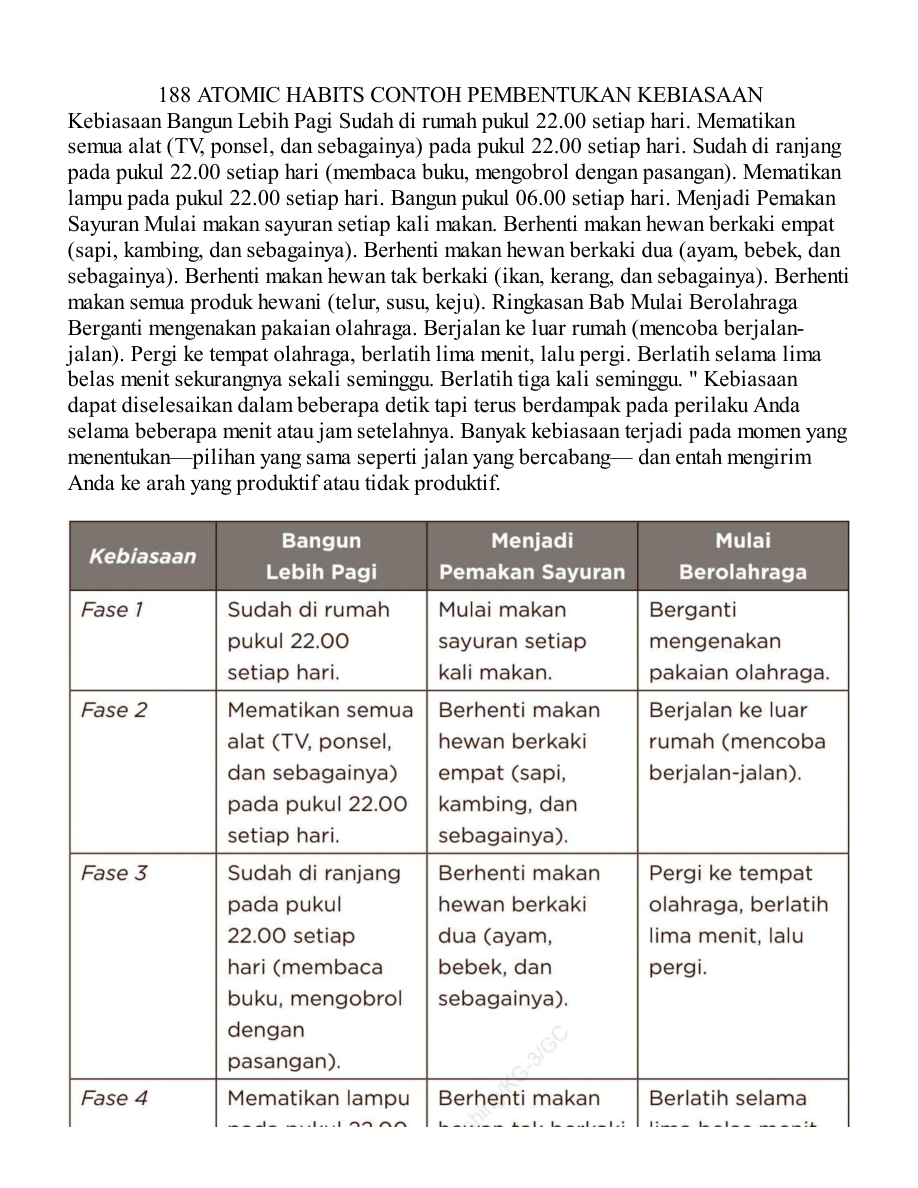 188 ATOMIC HABITS CONTOH PEMBENTUKAN KEBIASAAN
Kebiasaan Bangun Lebih Pagi Sudah di rumah pukul 22.00 setiap hari. Mematikan
semua alat (TV, ponsel, dan sebagainya) pada pukul 22.00 setiap hari. Sudah di ranjang
pada pukul 22.00 setiap hari (membaca buku, mengobrol dengan pasangan). Mematikan
lampu pada pukul 22.00 setiap hari. Bangun pukul 06.00 setiap hari. Menjadi Pemakan
Sayuran Mulai makan sayuran setiap kali makan. Berhenti makan hewan berkaki empat
(sapi, kambing, dan sebagainya). Berhenti makan hewan berkaki dua (ayam, bebek, dan
sebagainya). Berhenti makan hewan tak berkaki (ikan, kerang, dan sebagainya). Berhenti
makan semua produk hewani (telur, susu, keju). Ringkasan Bab Mulai Berolahraga
Berganti mengenakan pakaian olahraga. Berjalan ke luar rumah (mencoba berjalan-
jalan). Pergi ke tempat olahraga, berlatih lima menit, lalu pergi. Berlatih selama lima
belas menit sekurangnya sekali seminggu. Berlatih tiga kali seminggu. " Kebiasaan
dapat diselesaikan dalam beberapa detik tapi terus berdampak pada perilaku Anda
selama beberapa menit atau jam setelahnya. Banyak kebiasaan terjadi pada momen yang
menentukan—pilihan yang sama seperti jalan yang bercabang— dan entah mengirim
Anda ke arah yang produktif atau tidak produktif.
Kebiasaan
Bangun
Lebih Pagi
Menjadi
Pemakan Sayuran
Mulai
Berolahraga
Fase 1
Sudah di rumah
pukul 22.00
setiap hari.
Mulai makan
sayuran setiap
kali makan.
Berganti
mengenakan
pakaian olahraga.
Fase 2
Mematikan semua
alat (TV, ponsel,
dan sebagainya)
pada pukul 22.00
setiap hari.
Berhenti makan
hewan berkaki
empat (sapi,
kambing, dan
sebagainya).
Berjalan ke luar
rumah (mencoba
berjalan-jalan).
Fase 3
Sudah di ranjang
pada pukul
22.00 setiap
hari (membaca
buku, mengobrol
dengan
pasangan).
Berhenti makan
hewan berkaki
dua (ayam,
bebek, dan
sebagainya).
Pergi ke tempat
olahraga, berlatih
lima menit, lalu
pergi.
Fase 4
Mematikan lampu
pada pukul 22.00
Berhenti makan
hewan tak berkaki
Berlatih selama
lima belas menit